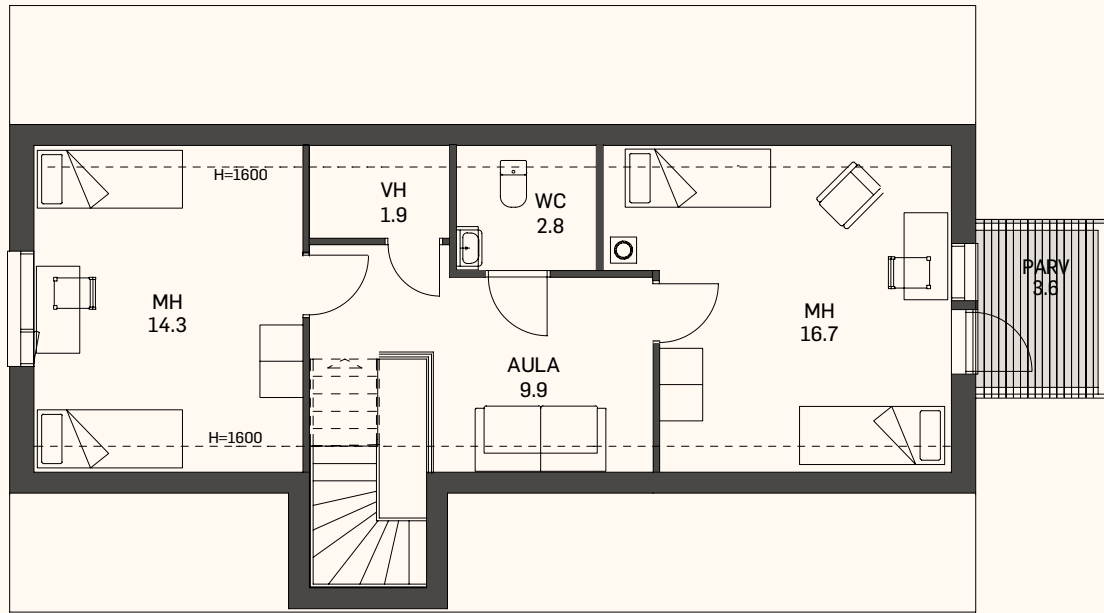 H=1600
VH
1.9
WC
2.8
MH
14.3
MH
16.7
PARV
3.6
AULA
9.9
H=1600